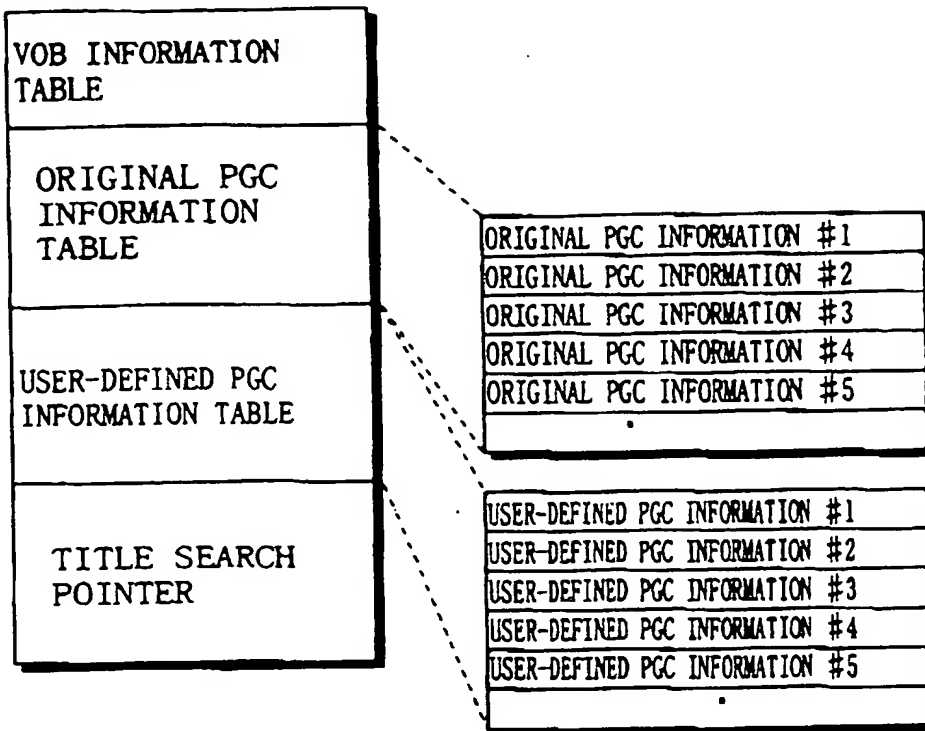 VOB INFORMATION
TABLE
ORIGINAL PGC
INFORMATION
TABLE
USER-DEFINED PGC
INFORMATION TABLE
TITLE SEARCH
POINTER
ORIGINAL PGC INFORMATION #1
ORIGINAL PGC INFORMATION #2
ORIGINAL PGC INFORMATION #3
ORIGINAL PGC INFORMATION #4
ORIGINAL PGC INFORMATION #5
USER-DEFINED PGC INFORMATION #1
USER-DEFINED PGC INFORMATION #2
USER-DEFINED PGC INFORMATION #3
USER-DEFINED PGC INFORMATION #4
USER-DEFINED PGC INFORMATION #5